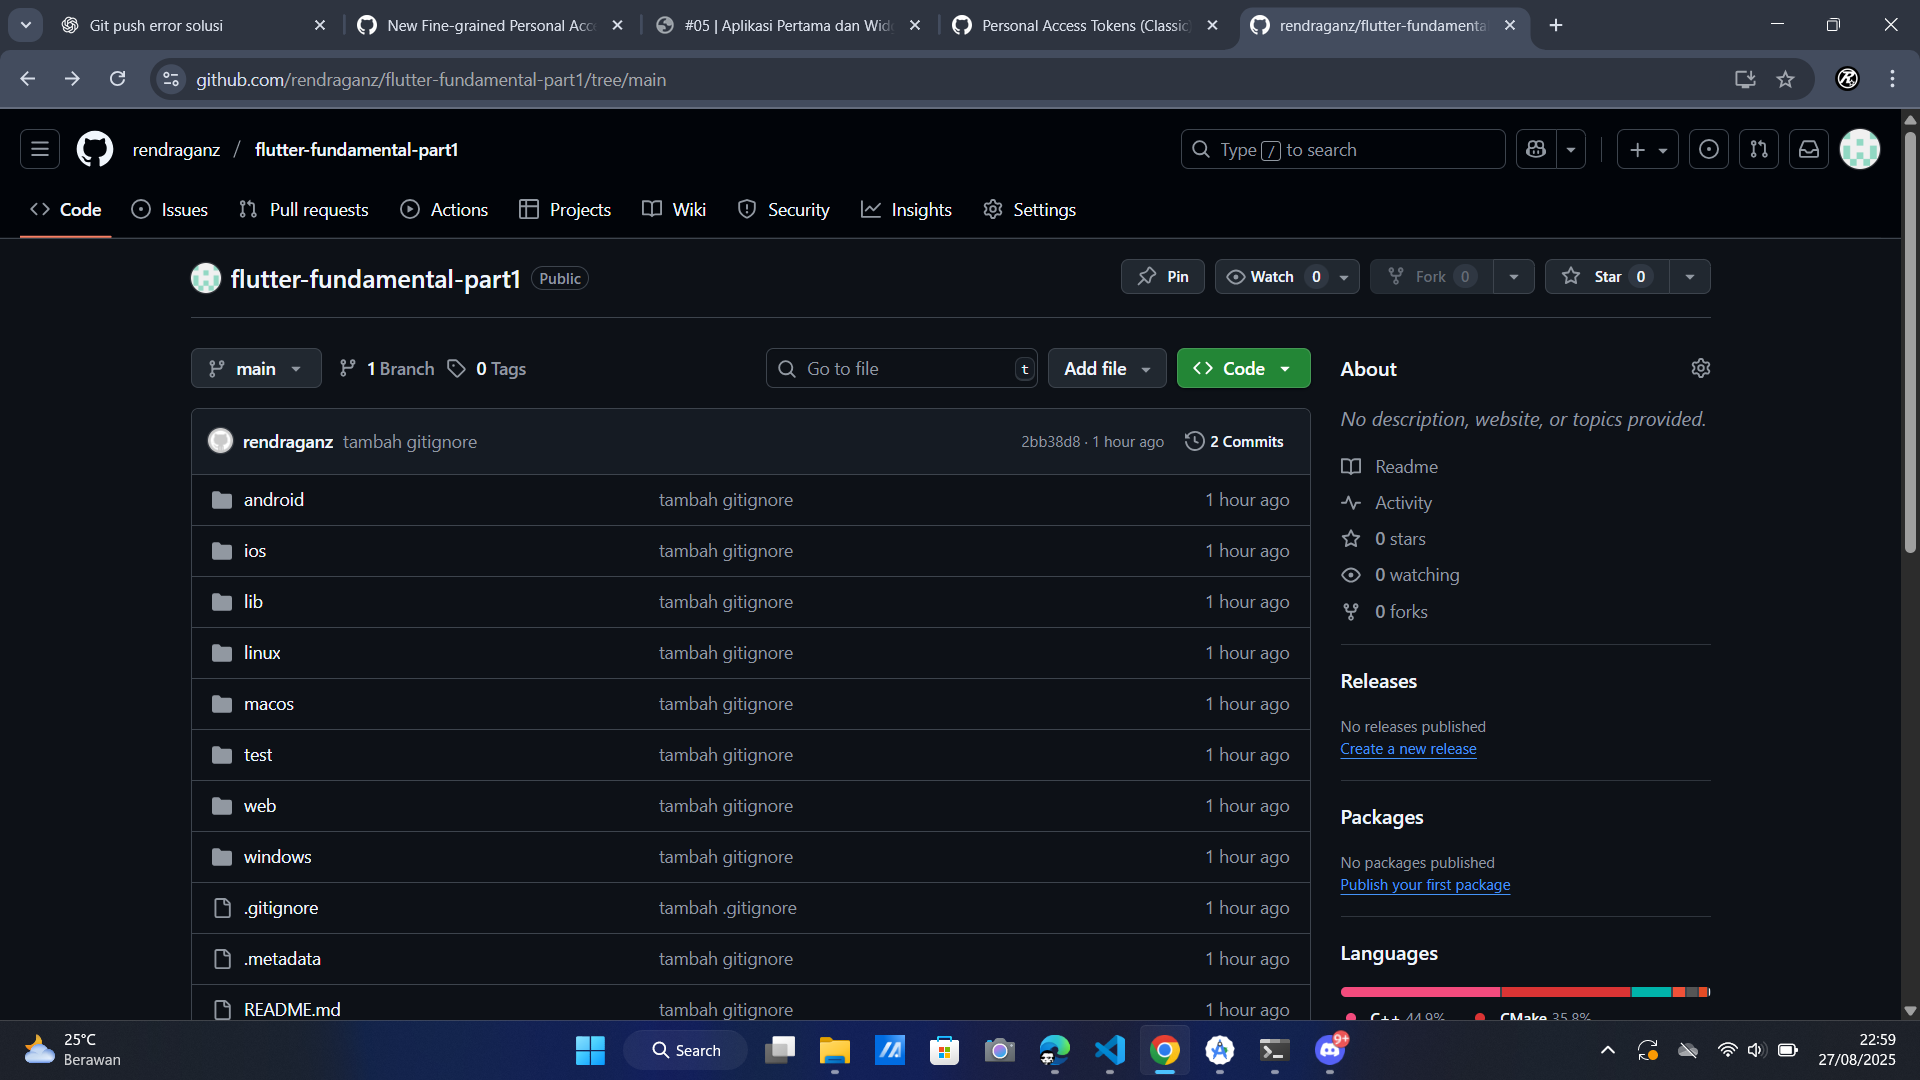 Git push error solusi
New Fine-grained Personal Acce
#05 | Aplikasi Pertama dan Wid
Personal Access Tokens (Classic)
rendraganz/flutter-fundamental
github.com/rendraganz/flutter-fundamental-part1/tree/main
rendraganz / flutter-fundamental-part1
Type / to search
Code
Issues
Pull requests
Actions
Projects
Wiki
Security
Insights
Settings
flutter-fundamental-part1 Public
Pin
Watch 0
Fork 0
Star 0
main
1 Branch
0 Tags
Go to file t
Add file
Code
About
No description, website, or topics provided.
rendraganz tambah gitignore 2bb38d8 · 1 hour ago 2 Commits
android tambah gitignore 1 hour ago
ios tambah gitignore 1 hour ago
lib tambah gitignore 1 hour ago
linux tambah gitignore 1 hour ago
macos tambah gitignore 1 hour ago
test tambah gitignore 1 hour ago
web tambah gitignore 1 hour ago
windows tambah gitignore 1 hour ago
.gitignore tambah .gitignore 1 hour ago
.metadata tambah gitignore 1 hour ago
README.md tambah gitignore 1 hour ago
Readme
Activity
0 stars
0 watching
0 forks
Releases
No releases published
Create a new release
Packages
No packages published
Publish your first package
Languages
C++ 44.9%
CMake 35.8%
25°C
Berawan
Search
9+
22:59
27/08/2025